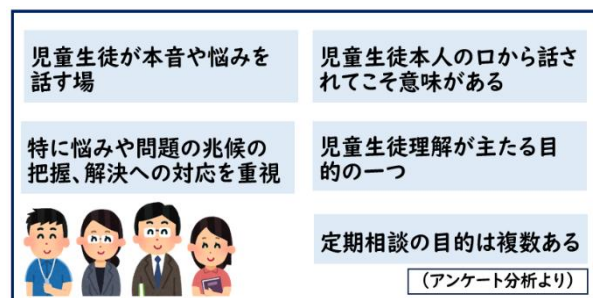 児童生徒が本音や悩みを
話す場
特に悩みや問題の兆候の
把握、解決への対応を重視
児童生徒本人の口から話さ
れてこそ意味がある
児童生徒理解が主たる目
的の一つ
定期相談の目的は複数ある
（アンケート分析より）